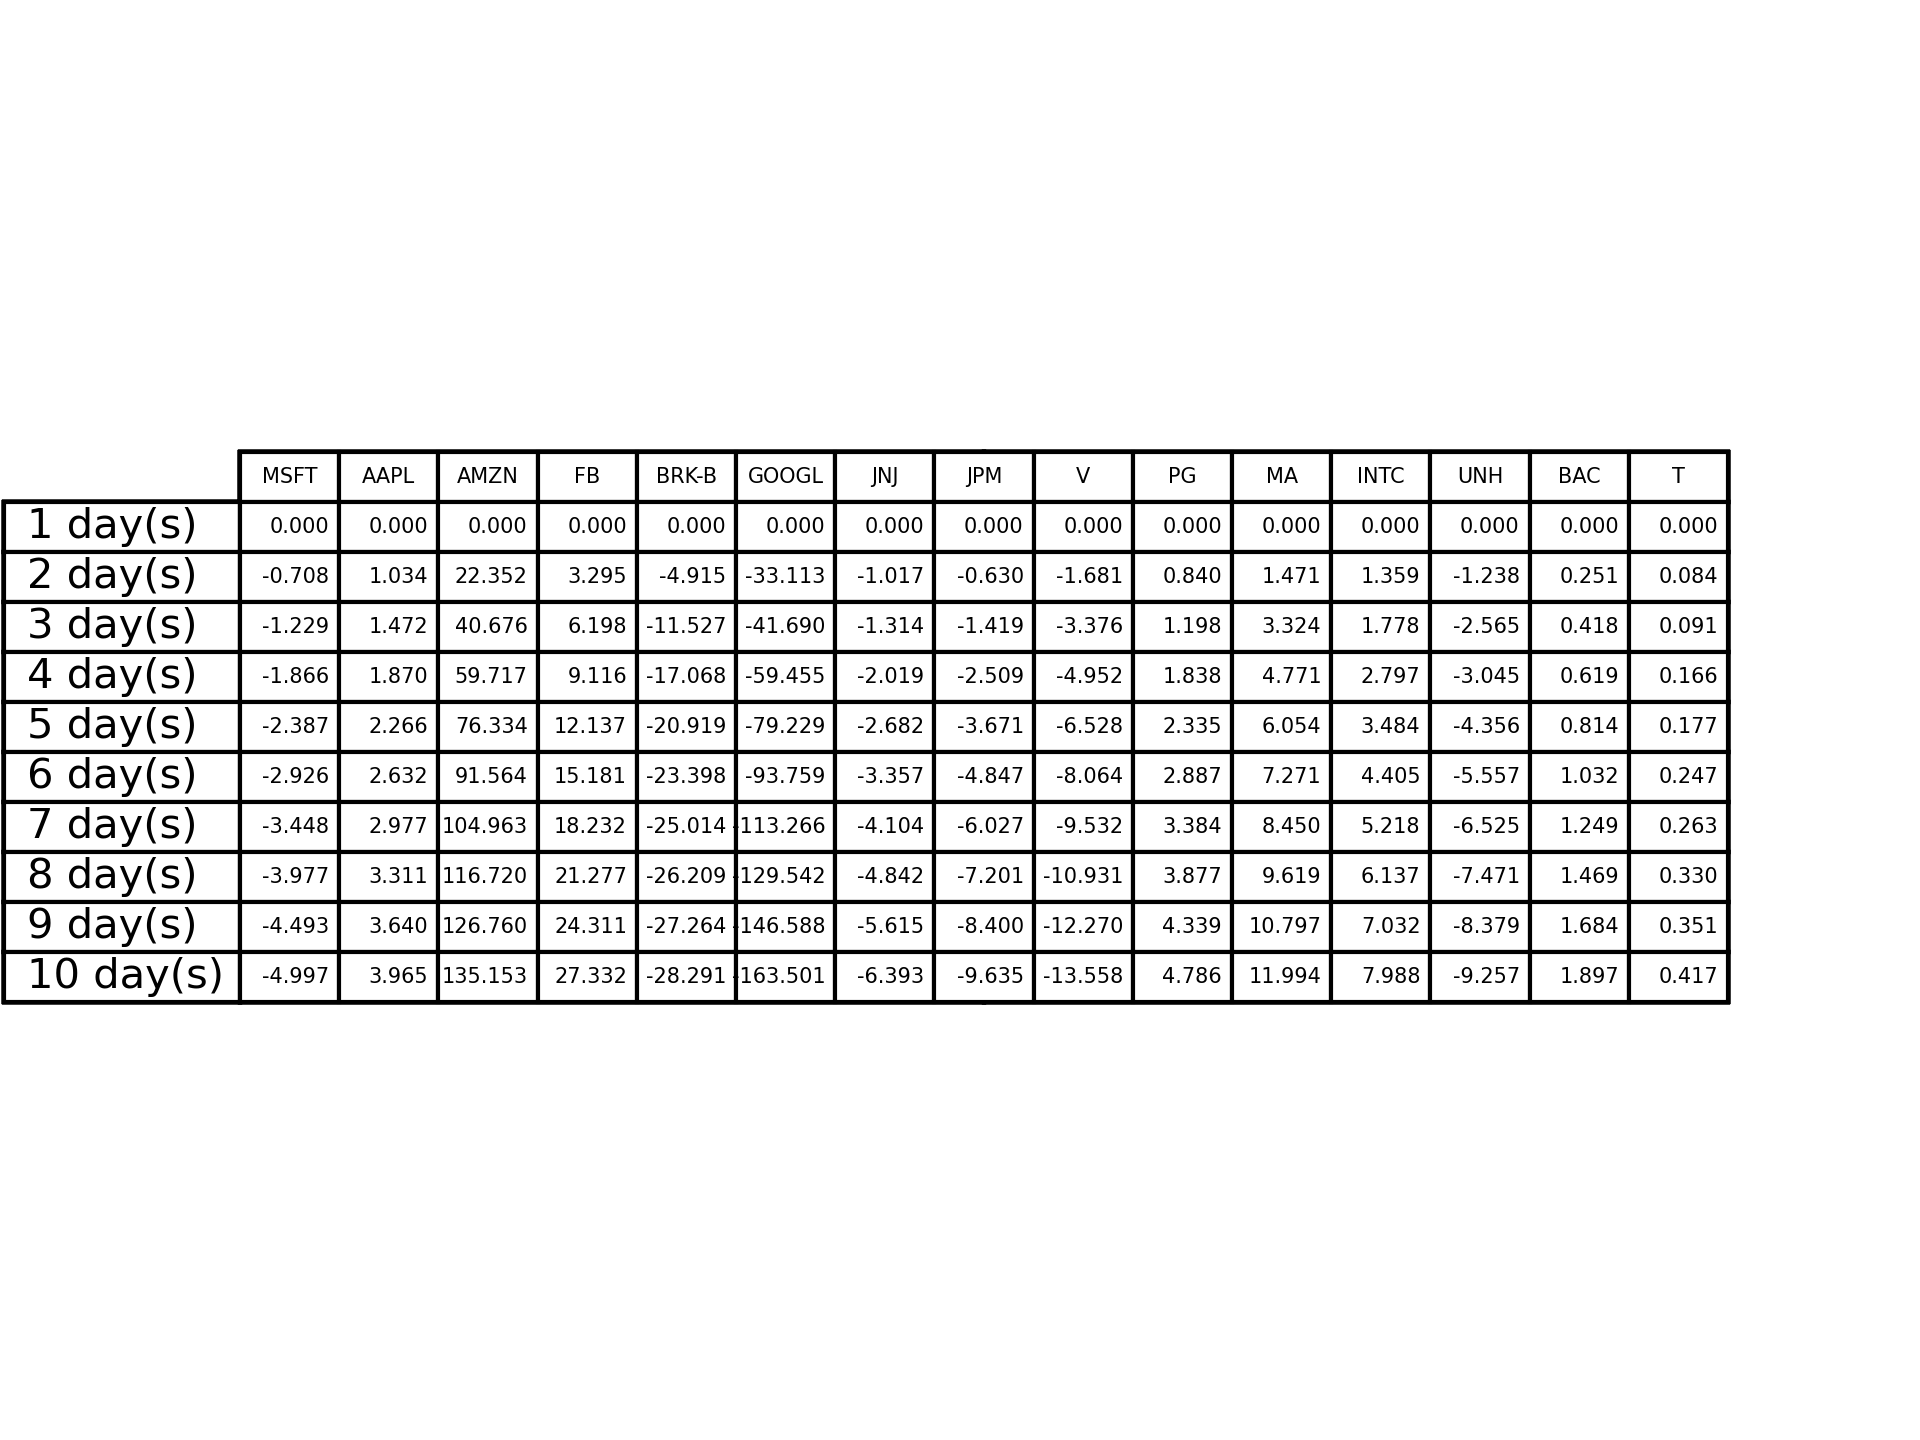 MSFT AAPL AMZN FB BRK-B GOOGL JNJ JPM V PG MA INTC UNH BAC T
1 day(s) 0.000 0.000 0.000 0.000 0.000 0.000 0.000 0.000 0.000 0.000 0.000 0.000 0.000 0.000 0.000
2 day(s) -0.708 1.034 22.352 3.295 -4.915 -33.113 -1.017 -0.630 -1.681 0.840 1.471 1.359 -1.238 0.251 0.084
3 day(s) -1.229 1.472 40.676 6.198 -11.527 -41.690 -1.314 -1.419 -3.376 1.198 3.324 1.778 -2.565 0.418 0.091
4 day(s) -1.866 1.870 59.717 9.116 -17.068 -59.455 -2.019 -2.509 -4.952 1.838 4.771 2.797 -3.045 0.619 0.166
5 day(s) -2.387 2.266 76.334 12.137 -20.919 -79.229 -2.682 -3.671 -6.528 2.335 6.054 3.484 -4.356 0.814 0.177
6 day(s) -2.926 2.632 91.564 15.181 -23.398 -93.759 -3.357 -4.847 -8.064 2.887 7.271 4.405 -5.557 1.032 0.247
7 day(s) -3.448 2.977 104.963 18.232 -25.014 -113.266 -4.104 -6.027 -9.532 3.384 8.450 5.218 -6.525 1.249 0.263
8 day(s) -3.977 3.311 116.720 21.277 -26.209 -129.542 -4.842 -7.201 -10.931 3.877 9.619 6.137 -7.471 1.469 0.330
9 day(s) -4.493 3.640 126.760 24.311 -27.264 -146.588 -5.615 -8.400 -12.270 4.339 10.797 7.032 -8.379 1.684 0.351
10 day(s) -4.997 3.965 135.153 27.332 -28.291 -163.501 -6.393 -9.635 -13.558 4.786 11.994 7.988 -9.257 1.897 0.417